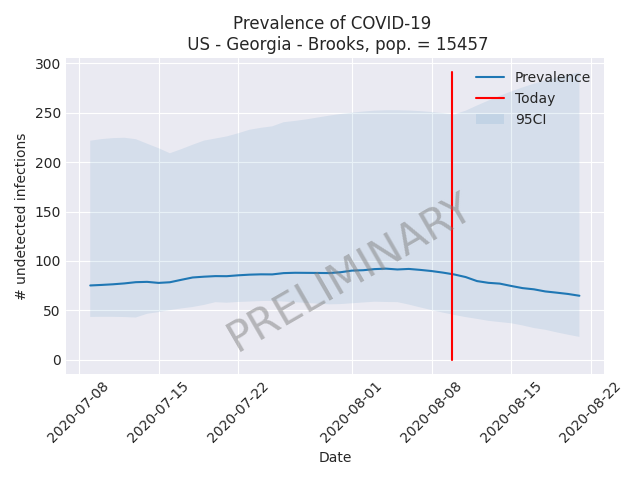 Prevalence of COVID-19
US - Georgia - Brooks, pop. = 15457
# undetected infections
300
250
200
150
100
50
0
Prevalence
Today
95CI
PRELIMINARY
2020-07-08
2020-07-15
2020-07-22
2020-08-01
2020-08-08
2020-08-15
2020-08-22
Date